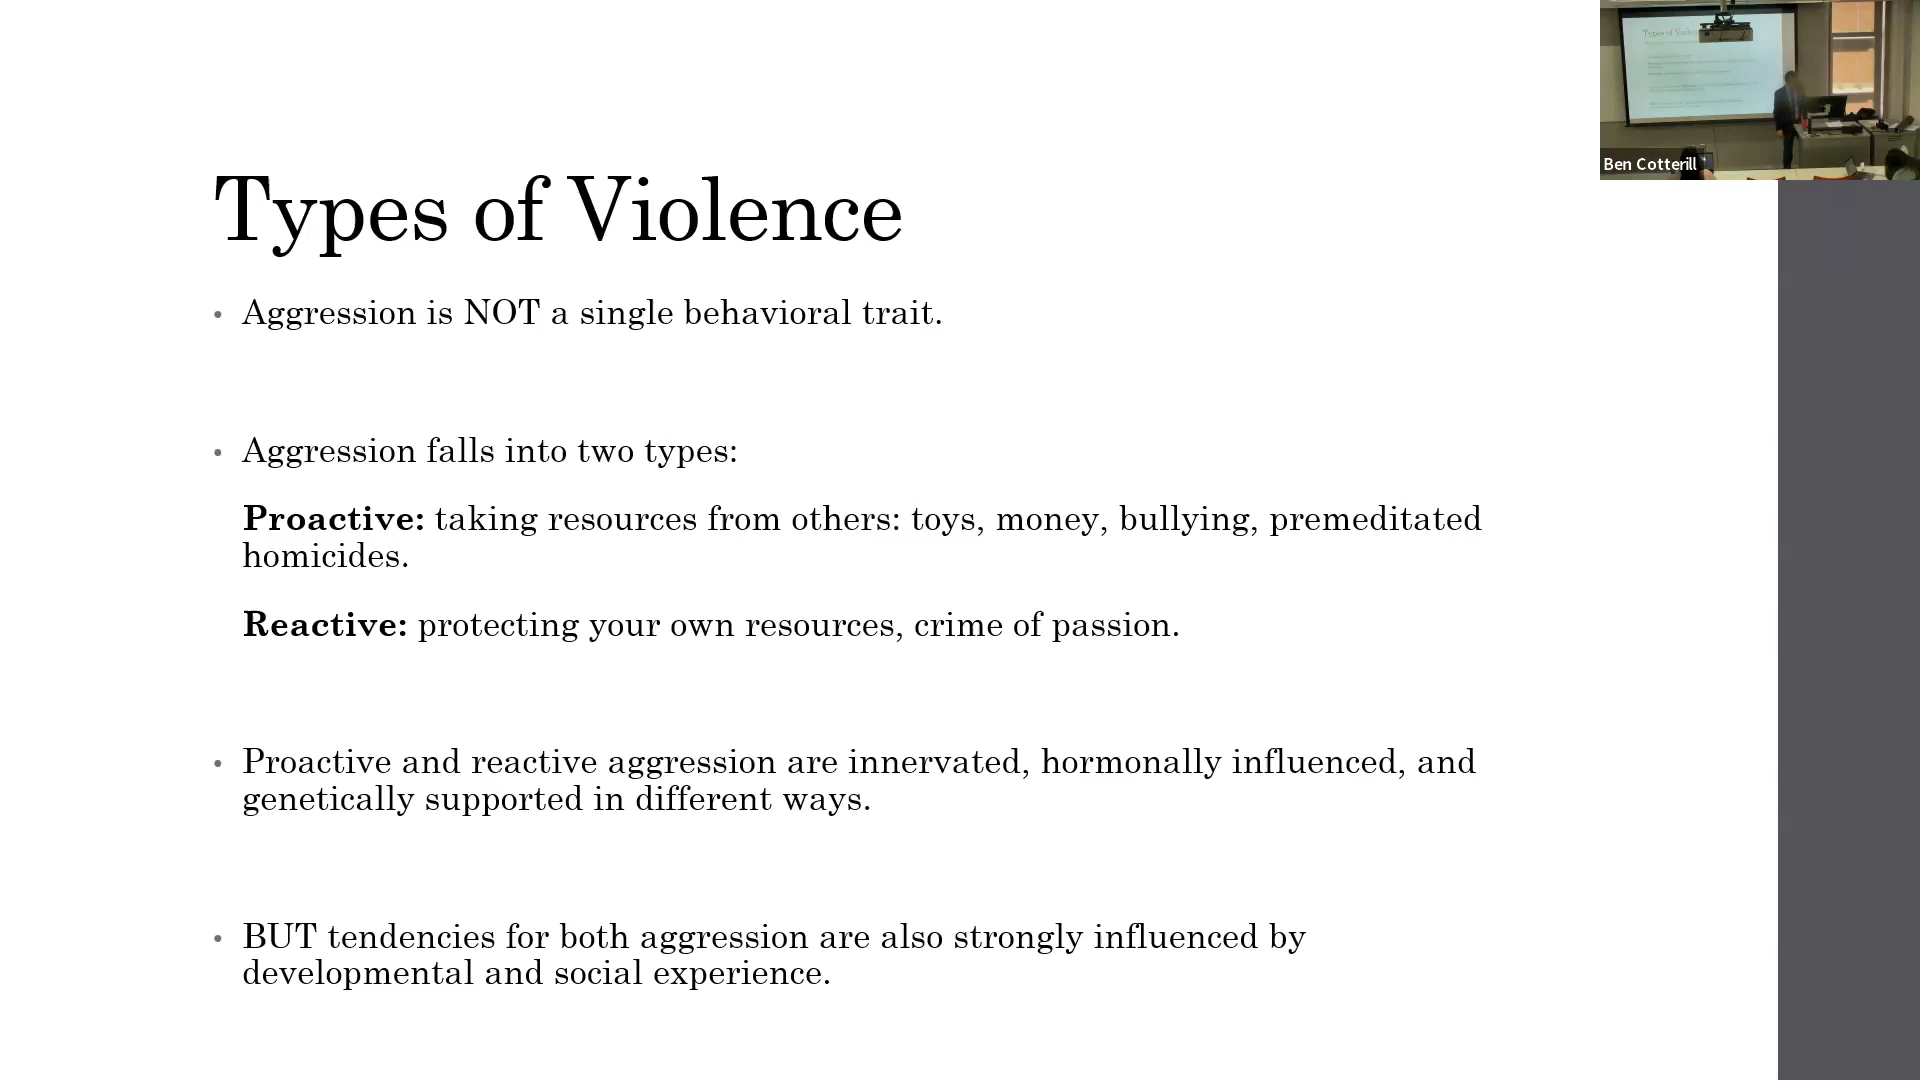 Types of Violence
• Aggression is NOT a single behavioral trait.
• Aggression falls into two types:
Proactive: taking resources from others: toys, money, bullying, premeditated
homicides.
Reactive: protecting your own resources, crime of passion.
• Proactive and reactive aggression are innervated, hormonally influenced, and
genetically supported in different ways.
• BUT tendencies for both aggression are also strongly influenced by
developmental and social experience.
Types of Violen
Ben Cotterill